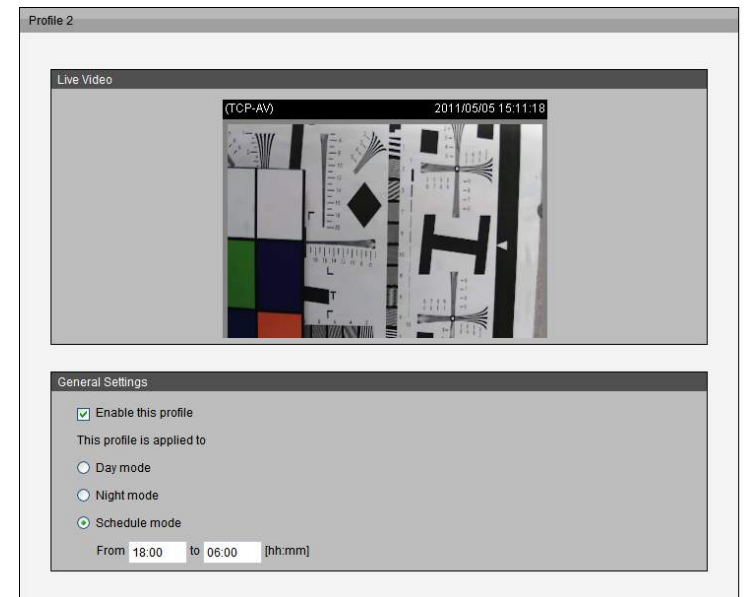 Profile 2
Live Video
(TCP-AV) 2011/05/05 15:11:18
General Settings
Enable this profile
This profile is applied to
Day mode
Night mode
Schedule mode
From 18:00 to 06:00 [hh:mm]